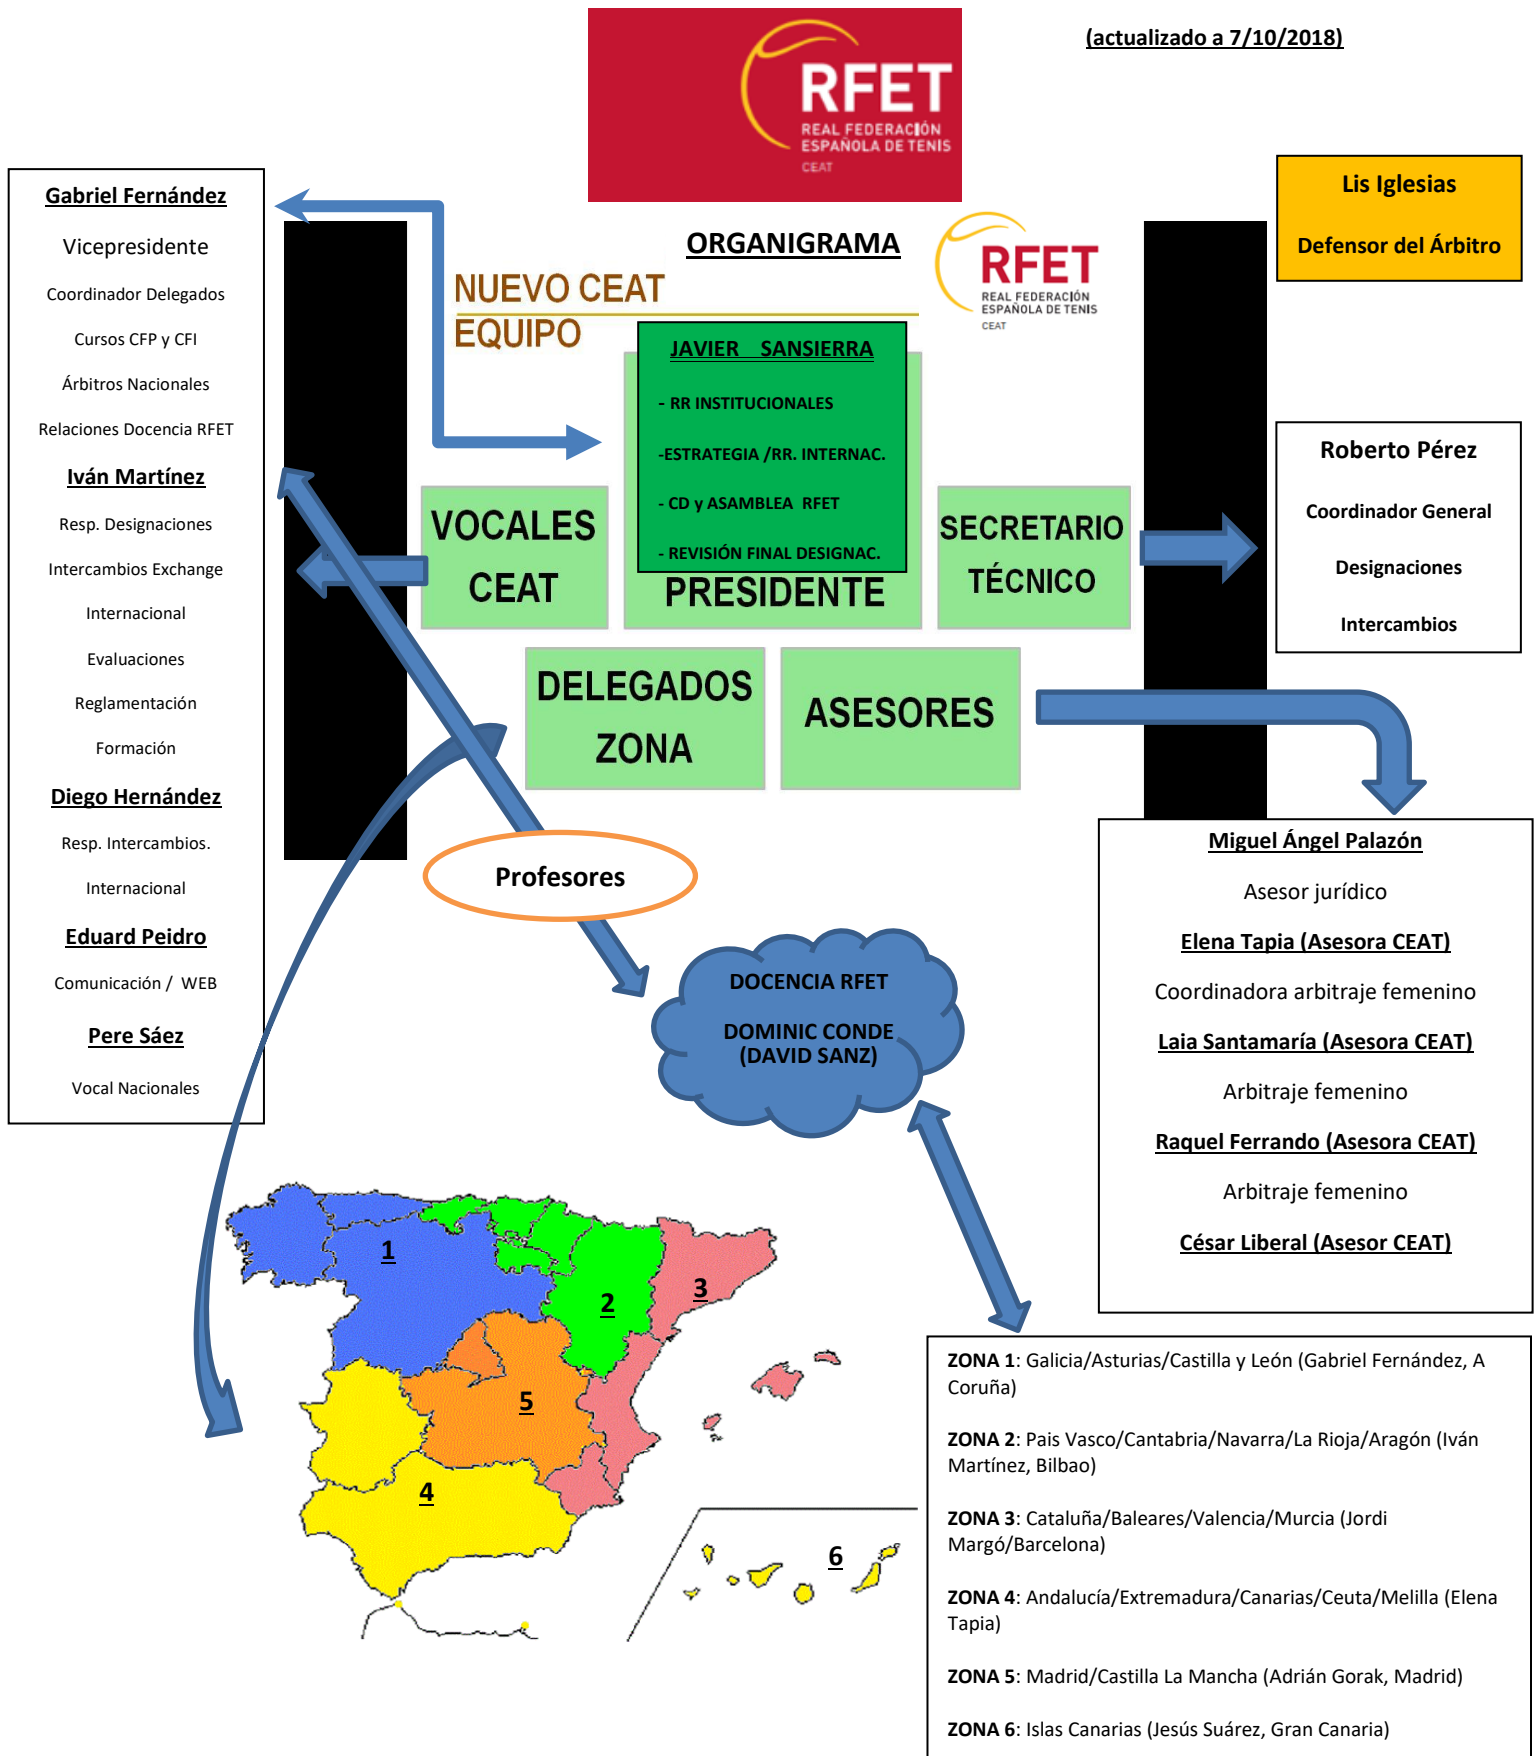 (actualizado a 7/10/2018)
RFET
REAL FEDERACIÓN
ESPAÑOLA DE TENIS
CEAT
Gabriel Fernández
Vicepresidente
Coordinador Delegados
Cursos CFP y CFI
Árbitros Nacionales
Relaciones Docencia RFET
Iván Martínez
Resp. Designaciones
Intercambios Exchange
Internacional
Evaluaciones
Reglamentación
Formación
Diego Hernández
Resp. Intercambios.
Internacional
Eduard Peidro
Comunicación / WEB
Pere Sáez
Vocal Nacionales
ORGANIGRAMA
RFET
REAL FEDERACIÓN
ESPAÑOLA DE TENIS
CEAT
NUEVO CEAT
EQUIPO
JAVIER SANSIERRA
- RR INSTITUCIONALES
-ESTRATEGIA /RR. INTERNAC.
- CD y ASAMBLEA RFET
- REVISIÓN FINAL DESIGNAC.
PRESIDENTE
VOCALES
CEAT
SECRETARIO
TÉCNICO
DELEGADOS
ZONA
ASESORES
Lis Iglesias
Defensor del Árbitro
Roberto Pérez
Coordinador General
Designaciones
Intercambios
Profesores
DOCENCIA RFET
DOMINIC CONDE
(DAVID SANZ)
Miguel Ángel Palazón
Asesor jurídico
Elena Tapia (Asesora CEAT)
Coordinadora arbitraje femenino
Laia Santamaría (Asesora CEAT)
Arbitraje femenino
Raquel Ferrando (Asesora CEAT)
Arbitraje femenino
César Liberal (Asesor CEAT)
1
2
3
4
5
6
ZONA 1: Galicia/Asturias/Castilla y León (Gabriel Fernández, A
Coruña)
ZONA 2: Pais Vasco/Cantabria/Navarra/La Rioja/Aragón (Iván
Martínez, Bilbao)
ZONA 3: Cataluña/Baleares/Valencia/Murcia (Jordi
Margó/Barcelona)
ZONA 4: Andalucía/Extremadura/Canarias/Ceuta/Melilla (Elena
Tapia)
ZONA 5: Madrid/Castilla La Mancha (Adrián Gorak, Madrid)
ZONA 6: Islas Canarias (Jesús Suárez, Gran Canaria)